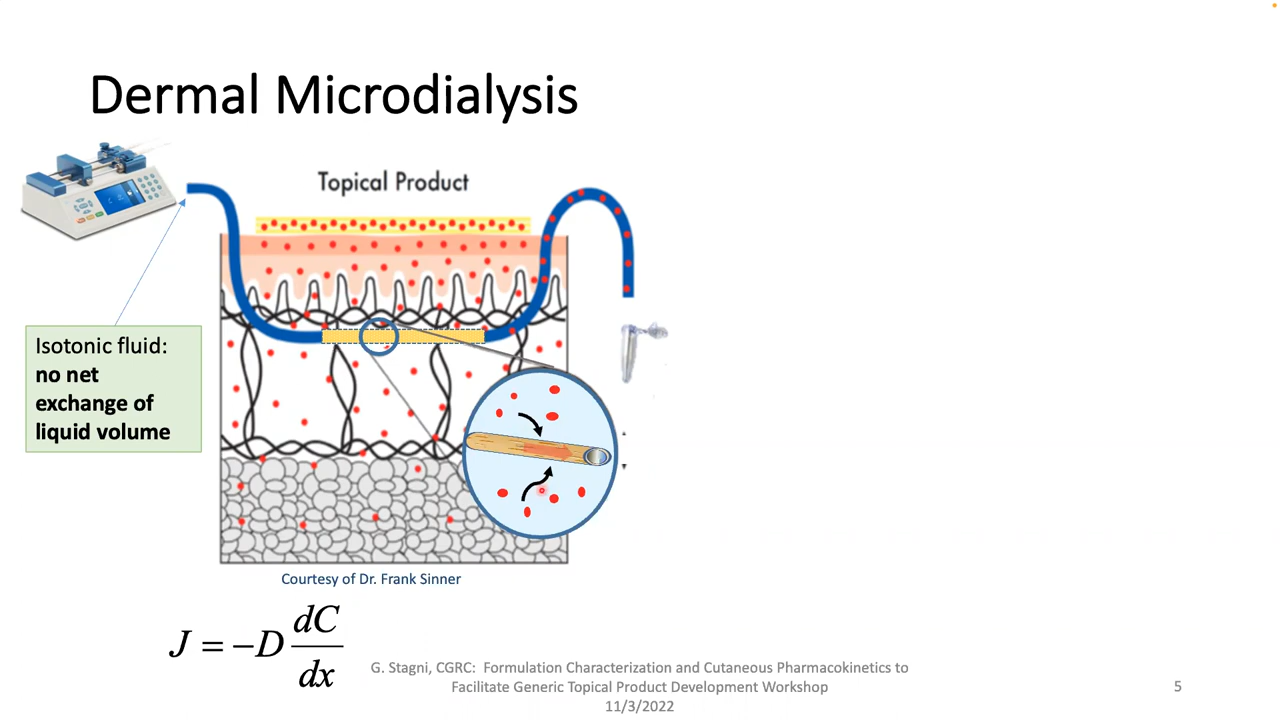 Dermal Microdialysis
Topical Product
Isotonic fluid:
no net
exchange of
liquid volume
Courtesy of Dr. Frank Sinner
J = −D dC/dx
G. Stagni, CGRC: Formulation Characterization and Cutaneous Pharmacokinetics to
Facilitate Generic Topical Product Development Workshop
11/3/2022
5